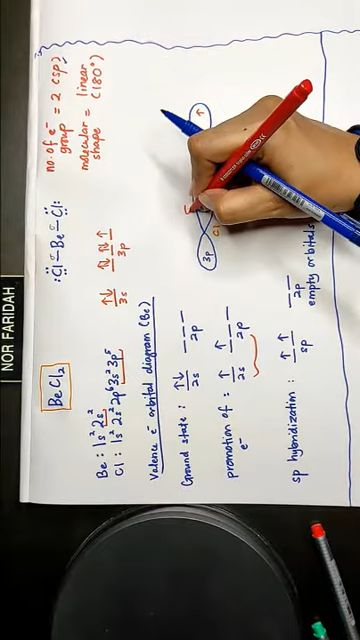 NOR FARIDAH
BeCl₂
Be : 1s² 2s²
Cl : 1s² 2s² 2p⁶ 3s² 3p⁵
↑↓ ↑↓ ↑↓ ↑
3s 3p
:Cl – Be – Cl:
no. of e⁻ group = 2 (sp)
molecular shape = linear (180°)
Valence e⁻ orbital diagram (Be)
Ground state : ↑↓
2s 2p
promotion of e⁻ : ↑ ↑
2s 2p
sp hybridization : ↑ ↑
sp 2p
empty orbitals
3p
Cl
↑